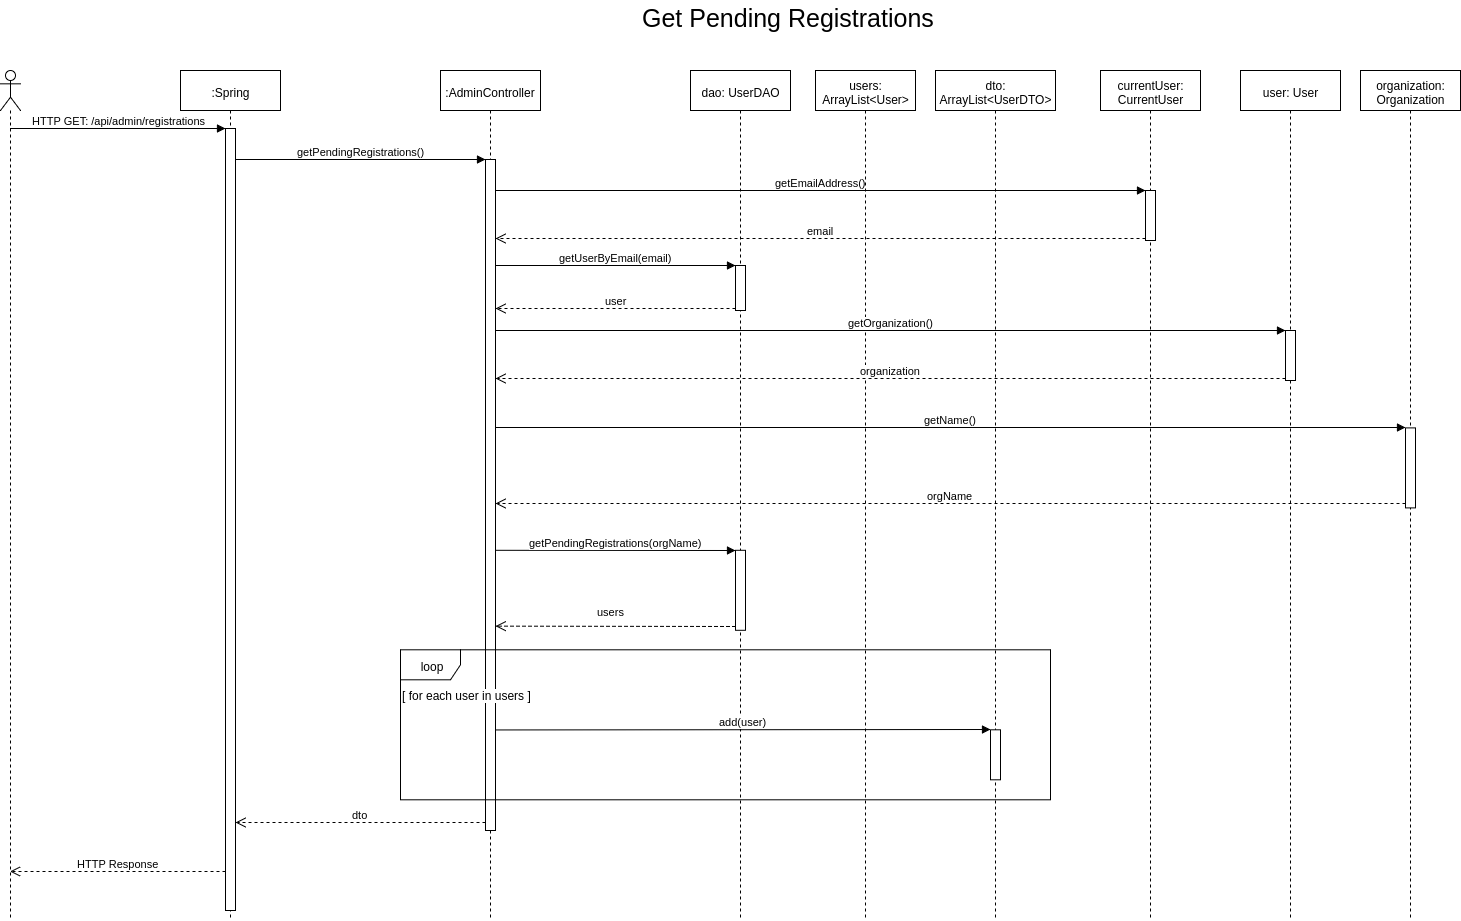 Get Pending Registrations
:Spring
:AdminController
dao: UserDAO
users:
ArrayList<User>
dto:
ArrayList<UserDTO>
currentUser:
CurrentUser
user: User
organization:
Organization
HTTP GET: /api/admin/registrations
getPendingRegistrations()
getEmailAddress()
email
getUserByEmail(email)
user
getOrganization()
organization
getName()
orgName
getPendingRegistrations(orgName)
users
loop
[ for each user in users ]
add(user)
dto
HTTP Response